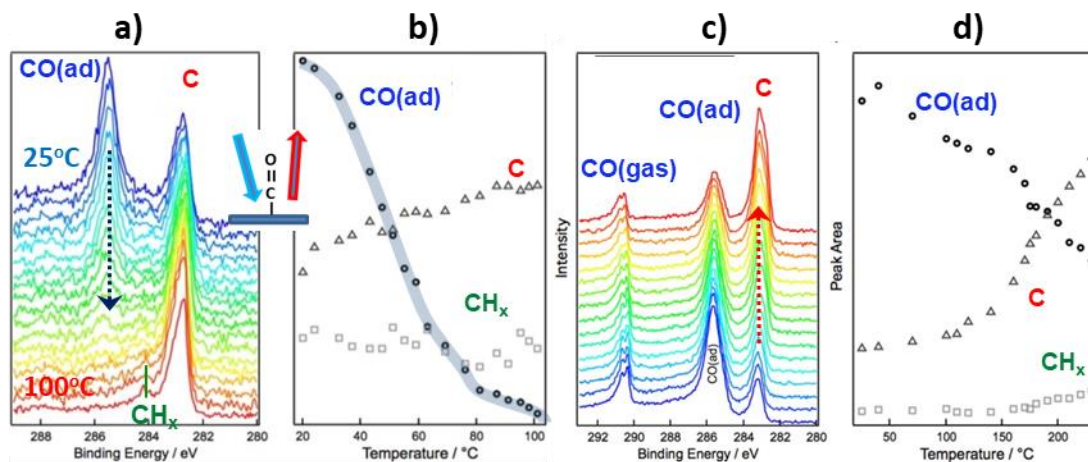 a)
b)
c)
d)
CO(ad)
C
25°C
100°C
CHx
288
286
284
282
280
Binding Energy / eV
O
C
CO(ad)
C
CHx
20
40
60
80
100
Temperature / °C
Intensity
CO(gas)
CO(ad)
C
CO(ad)
292
290
288
286
284
282
280
Binding Energy / eV
Peak Area
CO(ad)
C
CHx
50
100
150
200
Temperature / °C